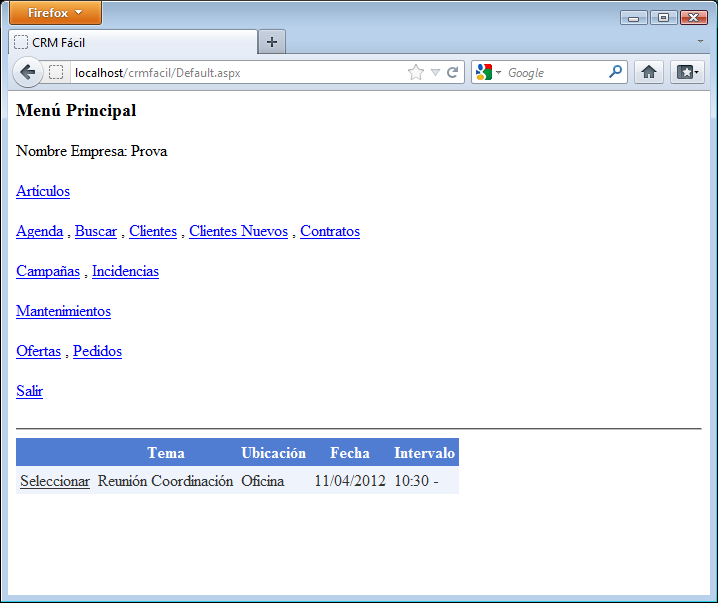 Firefox
CRM Fácil
localhost/crmfacil/Default.aspx
Google
Menú Principal
Nombre Empresa: Prova
Artículos
Agenda , Buscar , Clientes , Clientes Nuevos , Contratos
Campañas , Incidencias
Mantenimientos
Ofertas , Pedidos
Salir
Tema Ubicación Fecha Intervalo
Seleccionar Reunión Coordinación Oficina 11/04/2012 10:30 -